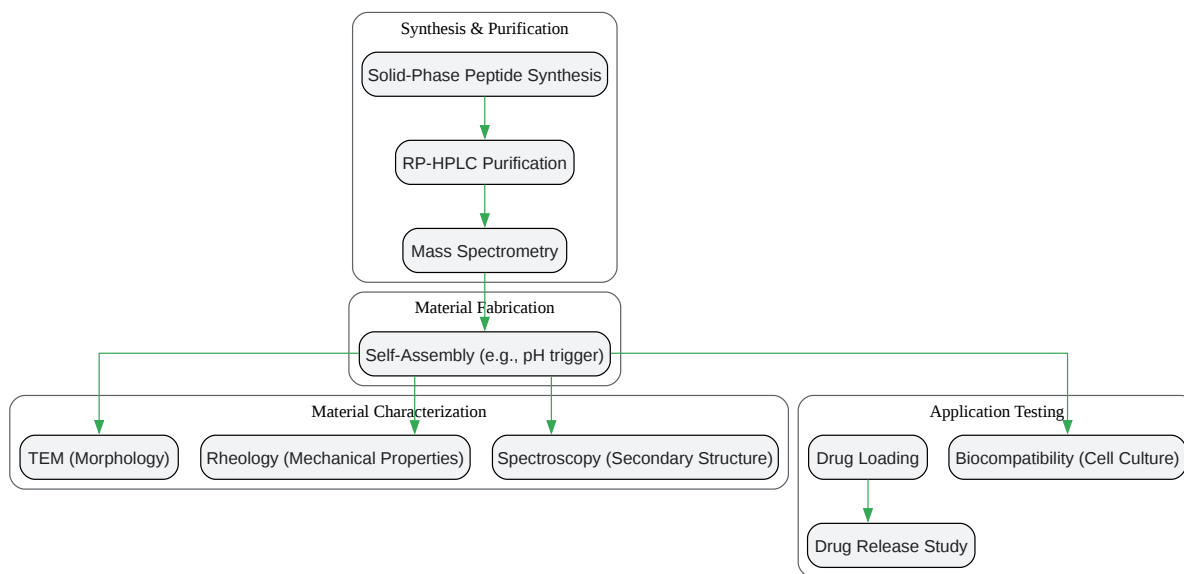 Synthesis & Purification
Solid-Phase Peptide Synthesis
RP-HPLC Purification
Mass Spectrometry
Material Fabrication
Self-Assembly (e.g., pH trigger)
Material Characterization
Application Testing
TEM (Morphology)
Rheology (Mechanical Properties)
Spectroscopy (Secondary Structure)
Drug Loading
Biocompatibility (Cell Culture)
Drug Release Study